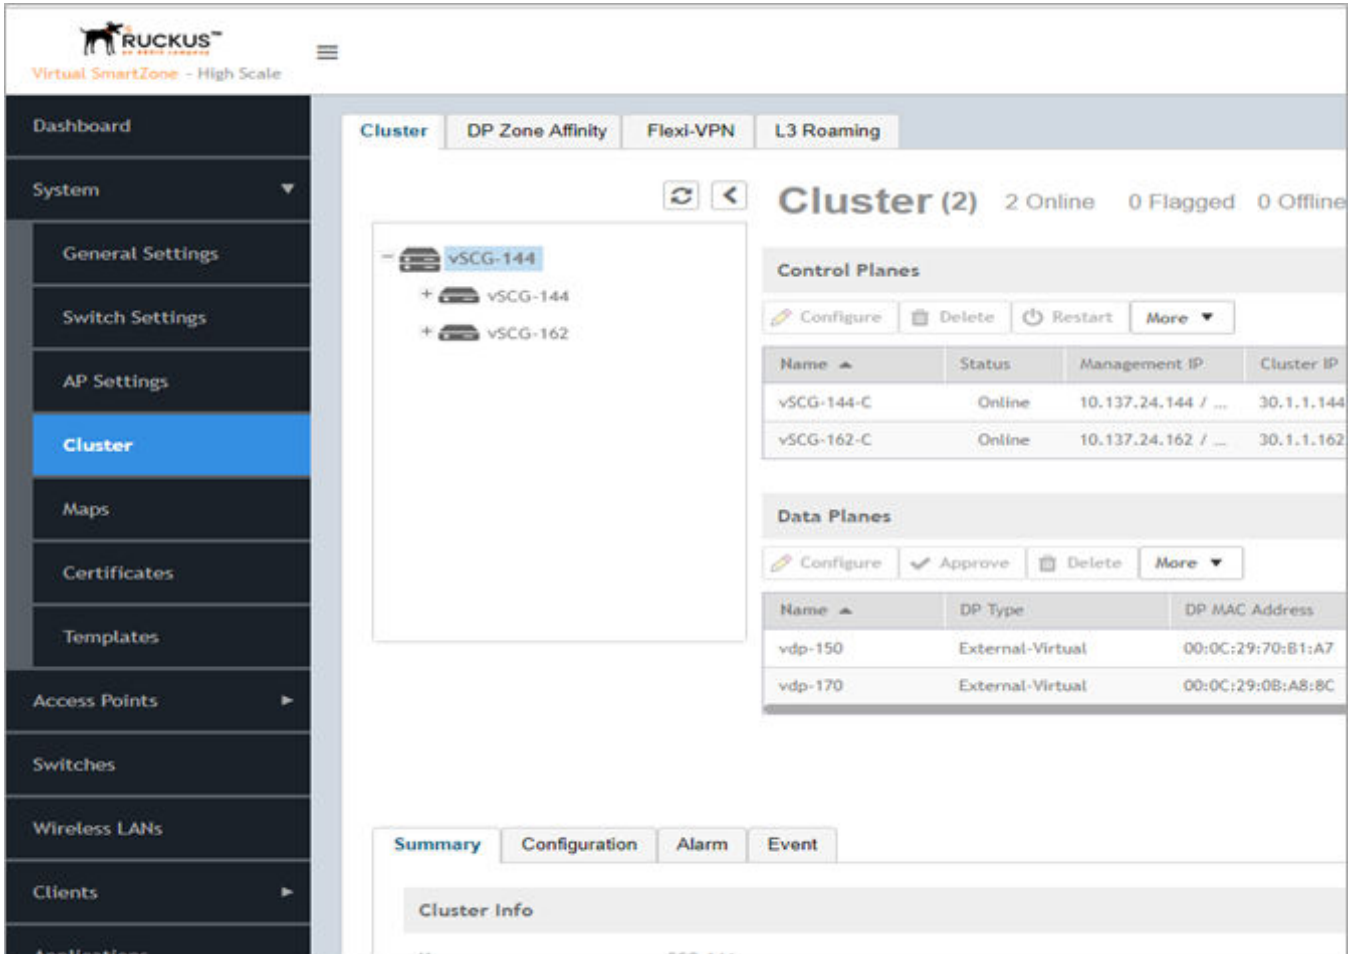 RUCKUS™
Virtual SmartZone - High Scale
Dashboard
System
General Settings
Switch Settings
AP Settings
Cluster
Maps
Certificates
Templates
Access Points
Switches
Wireless LANs
Clients
Cluster DP Zone Affinity Flexi-VPN L3 Roaming
vSCG-144
vSCG-144
vSCG-162
Cluster (2) 2 Online 0 Flagged 0 Offline
Control Planes
Configure Delete Restart More
Name Status Management IP Cluster IP
vSCG-144-C Online 10.137.24.144 / ... 30.1.1.144
vSCG-162-C Online 10.137.24.162 / ... 30.1.1.162
Data Planes
Configure Approve Delete More
Name DP Type DP MAC Address
vdp-150 External-Virtual 00:0C:29:70:B1:A7
vdp-170 External-Virtual 00:0C:29:0B:A8:8C
Summary Configuration Alarm Event
Cluster Info